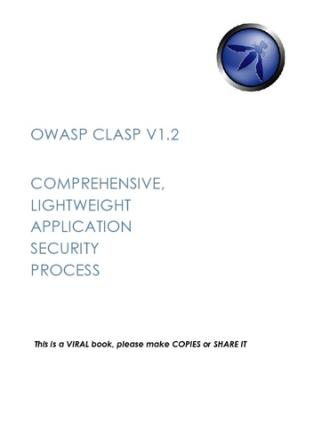 OWASP CLASP V1.2
COMPREHENSIVE,
LIGHTWEIGHT
APPLICATION
SECURITY
PROCESS
This is a VIRAL book, please make COPIES or SHARE IT